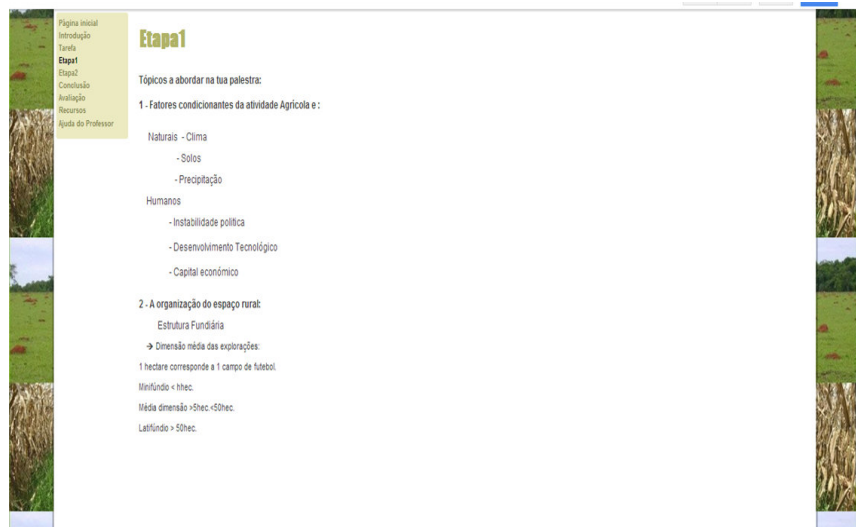 Página inicial
Introdução
Tarefa
Etapa1
Etapa2
Conclusão
Avaliação
Recursos
Ajuda do Professor
Etapa1
Tópicos a abordar na tua palestra:
1 - Fatores condicionantes da atividade Agrícola e :
Naturais - Clima
- Solos
- Precipitação
Humanos
- Instabilidade politica
- Desenvolvimento Tecnológico
- Capital económico
2 - A organização do espaço rural:
Estrutura Fundiária
→ Dimensão média das explorações:
1 hectare corresponde a 1 campo de futebol.
Minifúndio < hhec.
Média dimensão >5hec.<50hec.
Latifúndio > 50hec.